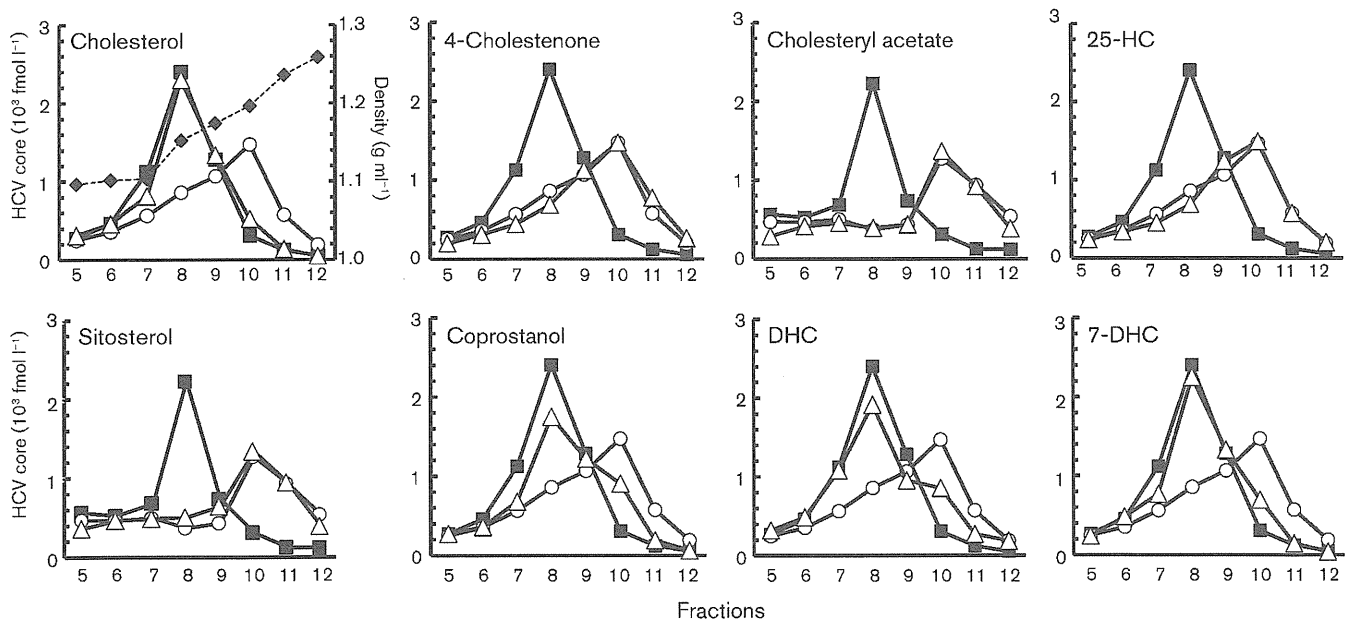 Cholesterol
4-Cholestenone
Cholesteryl acetate
25-HC
HCV core (10³ fmol l⁻¹)
3
2
1
0
1.3
1.2
1.1
1.0
Density (g ml⁻¹)
5 6 7 8 9 10 11 12
3
2
1
0
5 6 7 8 9 10 11 12
3
2
1
0
5 6 7 8 9 10 11 12
3
2
1
0
5 6 7 8 9 10 11 12
Sitosterol
Coprostanol
DHC
7-DHC
HCV core (10³ fmol l⁻¹)
3
2
1
0
5 6 7 8 9 10 11 12
3
2
1
0
5 6 7 8 9 10 11 12
3
2
1
0
5 6 7 8 9 10 11 12
3
2
1
0
5 6 7 8 9 10 11 12
Fractions